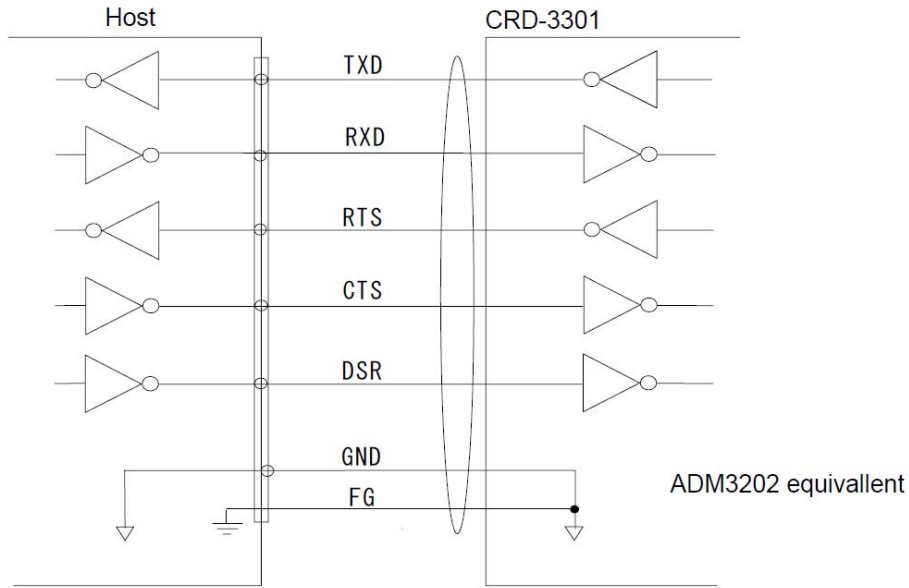 Host
CRD-3301
TXD
RXD
RTS
CTS
DSR
GND
ADM3202 equivallent
FG